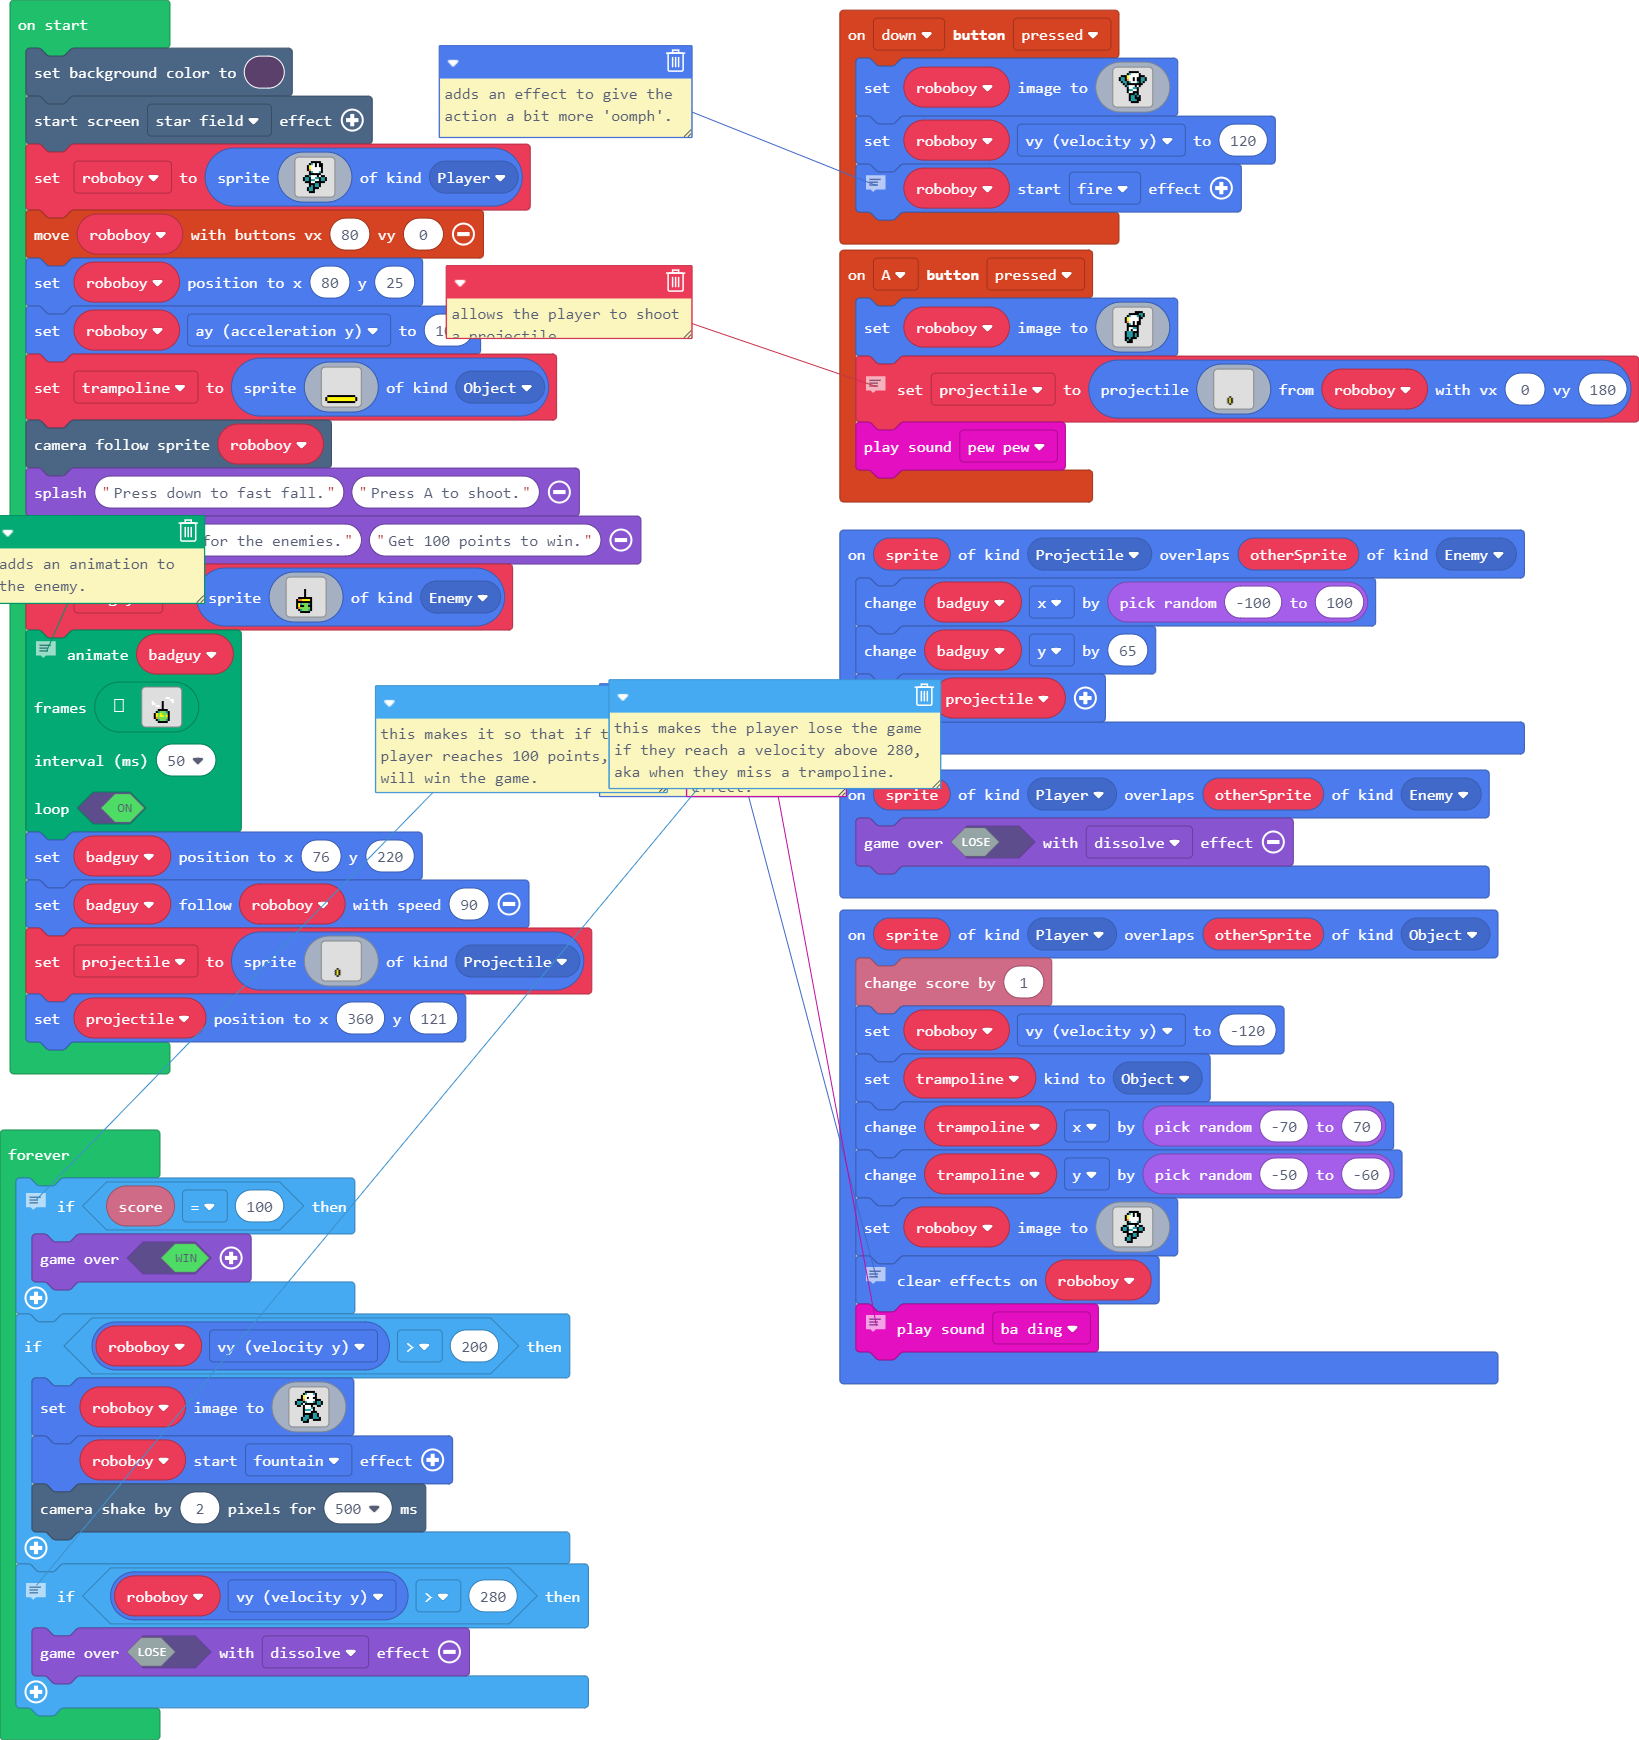 on start
set background color to
start screen star field effect
set roboboy to sprite of kind Player
move roboboy with buttons vx 80 vy 0
set roboboy position to x 80 y 25
set roboboy ay (acceleration y) to
set trampoline to sprite of kind Object
camera follow sprite roboboy
splash "Press down to fast fall." "Press A to shoot."
for the enemies." "Get 100 points to win."
sprite of kind Enemy
animate badguy
frames
interval (ms) 50
loop ON
set badguy position to x 76 y 220
set badguy follow roboboy with speed 90
set projectile to sprite of kind Projectile
set projectile position to x 360 y 121
adds an effect to give the
action a bit more 'oomph'.
allows the player to shoot
a projectile
adds an animation to
the enemy.
this makes it so that if
player reaches 100 points,
will win the game.
this makes the player lose the game
if they reach a velocity above 280,
aka when they miss a trampoline.
effect.
forever
if score = 100 then
game over WIN
if roboboy vy (velocity y) > 200 then
set roboboy image to
roboboy start fountain effect
camera shake by 2 pixels for 500 ms
if roboboy vy (velocity y) > 280 then
game over LOSE with dissolve effect
on down button pressed
set roboboy image to
set roboboy vy (velocity y) to 120
roboboy start fire effect
on A button pressed
set roboboy image to
set projectile to projectile from roboboy with vx 0 vy 180
play sound pew pew
on sprite of kind Projectile overlaps otherSprite of kind Enemy
change badguy x by pick random -100 to 100
change badguy y by 65
projectile
on sprite of kind Player overlaps otherSprite of kind Enemy
game over LOSE with dissolve effect
on sprite of kind Player overlaps otherSprite of kind Object
change score by 1
set roboboy vy (velocity y) to -120
set trampoline kind to Object
change trampoline x by pick random -70 to 70
change trampoline y by pick random -50 to -60
set roboboy image to
clear effects on roboboy
play sound ba ding